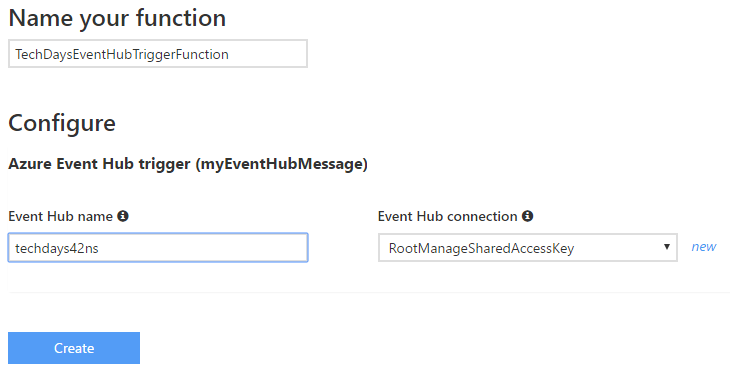 Name your function
TechDaysEventHubTriggerFunction
Configure
Azure Event Hub trigger (myEventHubMessage)
Event Hub name
Event Hub connection
techdays42ns
RootManageSharedAccessKey
new
Create